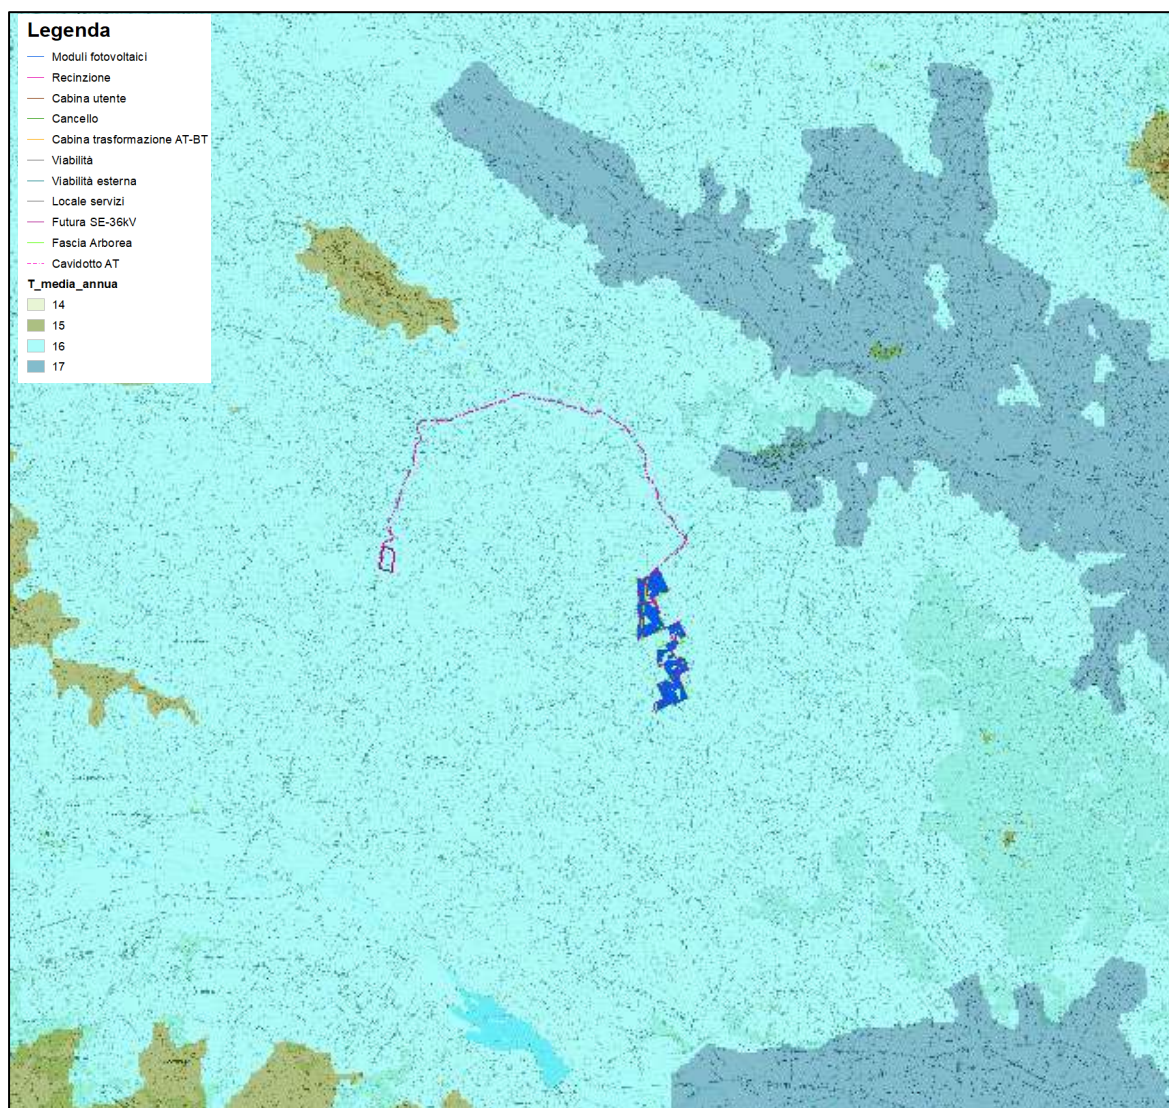 Legenda
Moduli fotovoltaici
Recinzione
Cabina utente
Cancello
Cabina trasformazione AT-BT
Viabilità
Viabilità esterna
Locale servizi
Futura SE-36kV
Fascia Arborea
Cavidotto AT
T_media_annua
14
15
16
17